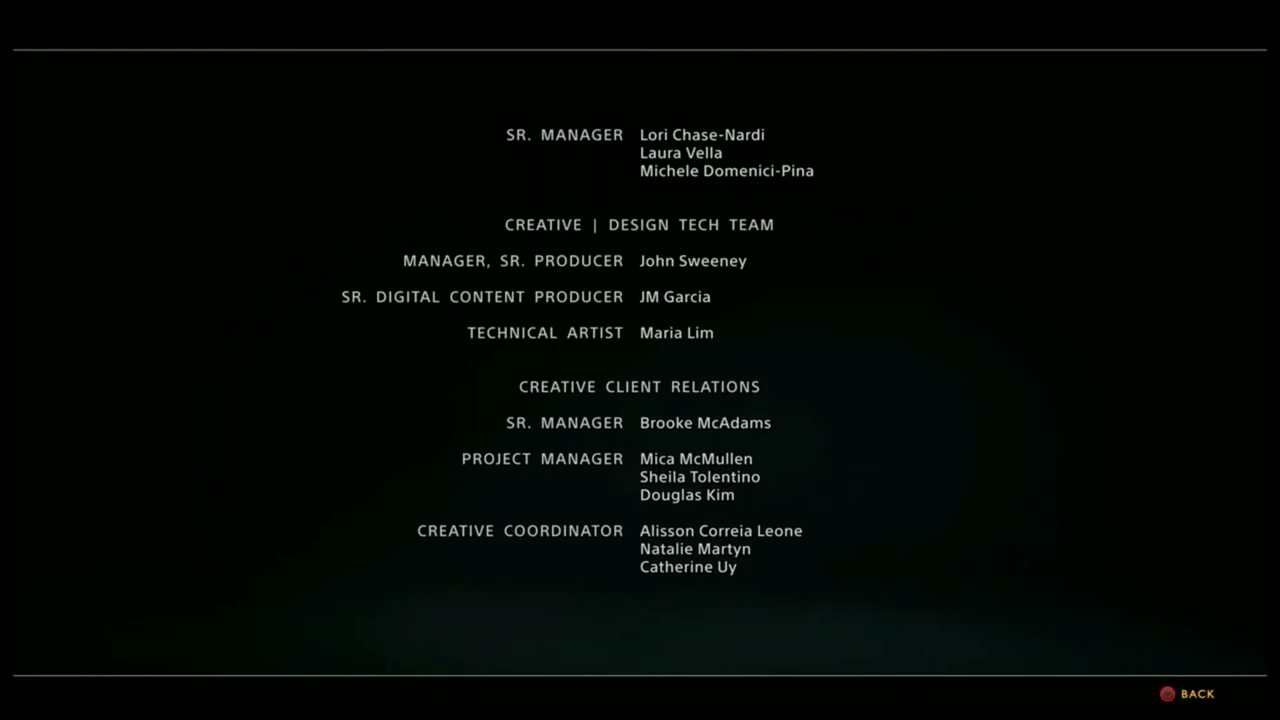 SR. MANAGER Lori Chase-Nardi
Laura Vella
Michele Domenici-Pina
CREATIVE | DESIGN TECH TEAM
MANAGER, SR. PRODUCER John Sweeney
SR. DIGITAL CONTENT PRODUCER JM Garcia
TECHNICAL ARTIST Maria Lim
CREATIVE CLIENT RELATIONS
SR. MANAGER Brooke McAdams
PROJECT MANAGER Mica McMullen
Sheila Tolentino
Douglas Kim
CREATIVE COORDINATOR Alisson Correia Leone
Natalie Martyn
Catherine Uy
BACK